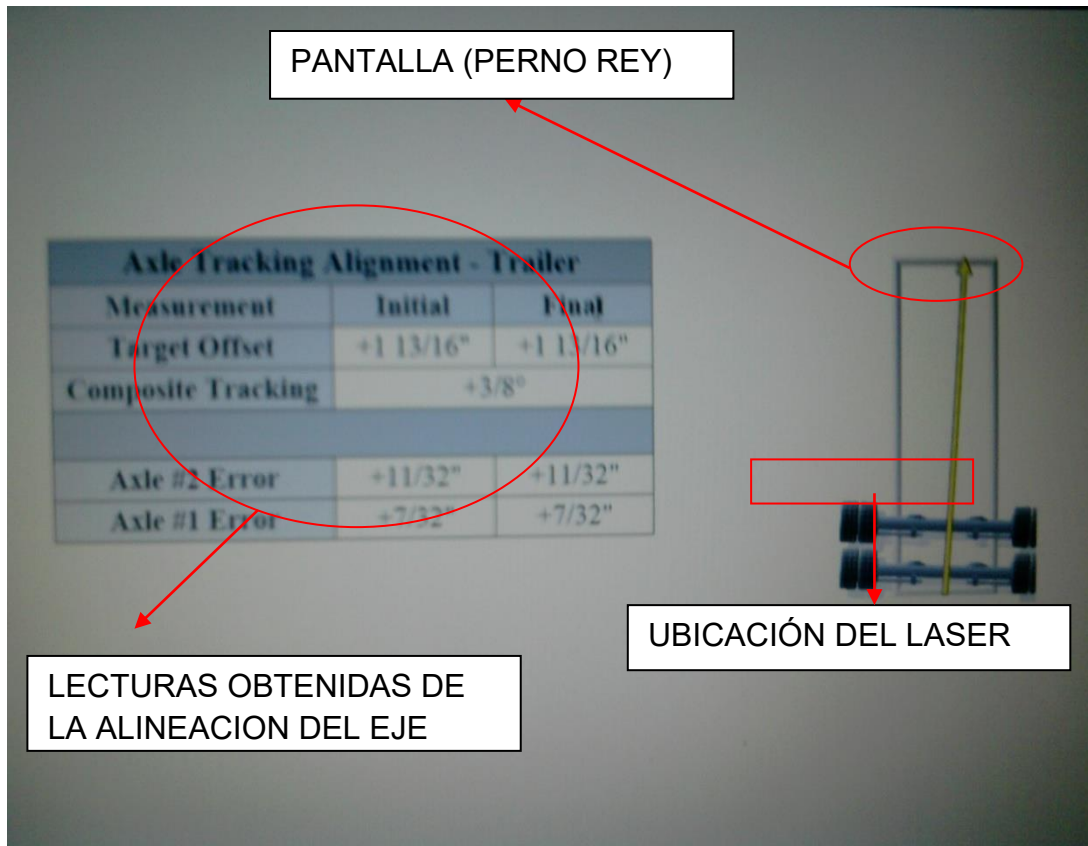 PANTALLA (PERNO REY)
Axle Tracking Alignment - Trailer
Measurement Initial Final
Target Offset +1 13/16" +1 13/16"
Composite Tracking +3/8°
Axle #2 Error +11/32" +11/32"
Axle #1 Error +7/32" +7/32"
UBICACIÓN DEL LASER
LECTURAS OBTENIDAS DE
LA ALINEACION DEL EJE